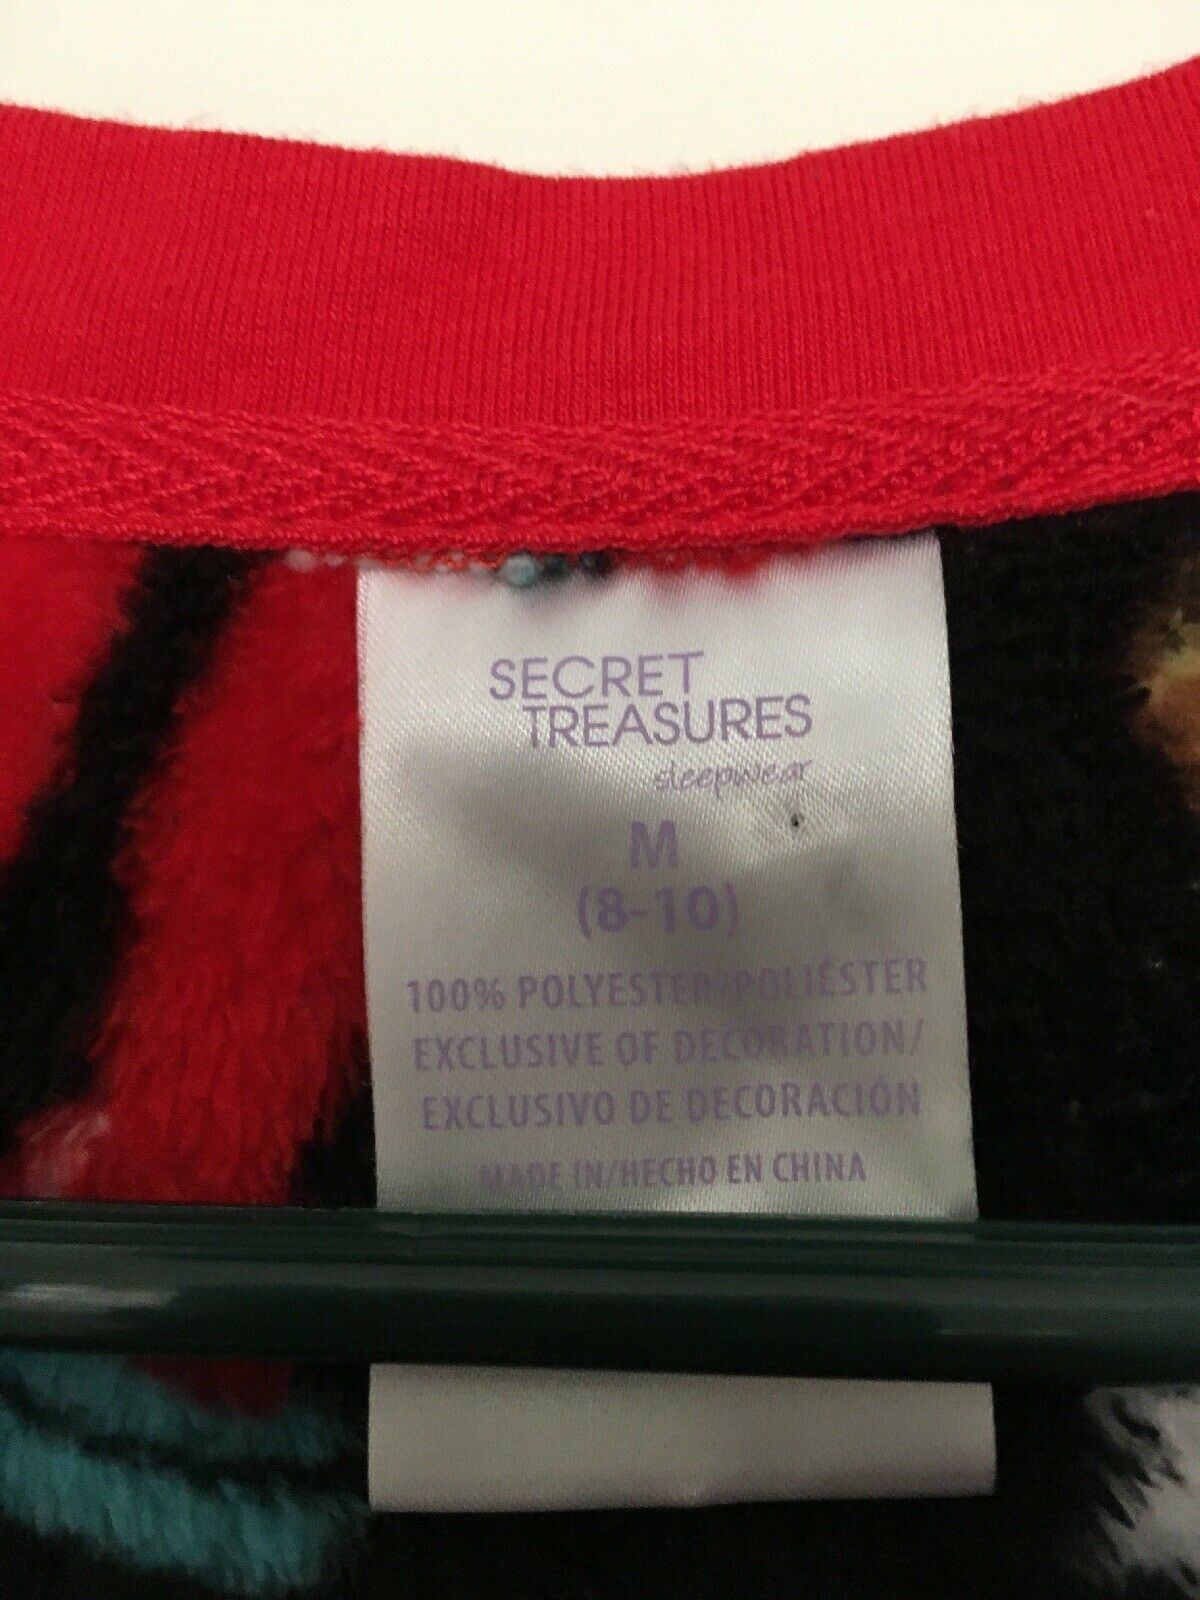 SECRET
TREASURES
sleepwear
M
(8-10)
100% POLYESTER/POLIÉSTER
EXCLUSIVE OF DECORATION/
EXCLUSIVO DE DECORACIÓN
MADE IN/HECHO EN CHINA